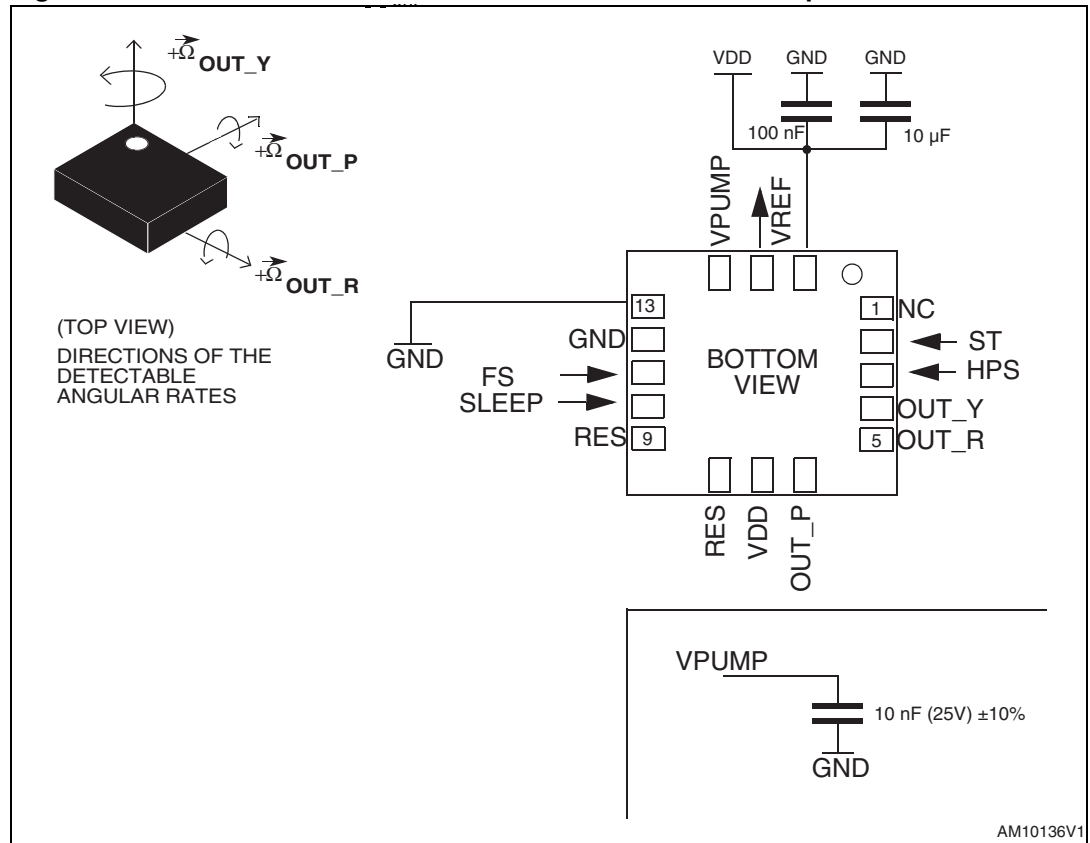 +Ω OUT_Y
+Ω OUT_P
+Ω OUT_R
(TOP VIEW)
DIRECTIONS OF THE
DETECTABLE
ANGULAR RATES
VDD GND GND
100 nF 10 µF
VPUMP
VREF
13
1 NC
GND
ST
FS
HPS
SLEEP
OUT_Y
RES 9
5 OUT_R
BOTTOM
VIEW
RES
VDD
OUT_P
GND
VPUMP
10 nF (25V) ±10%
GND
AM10136V1